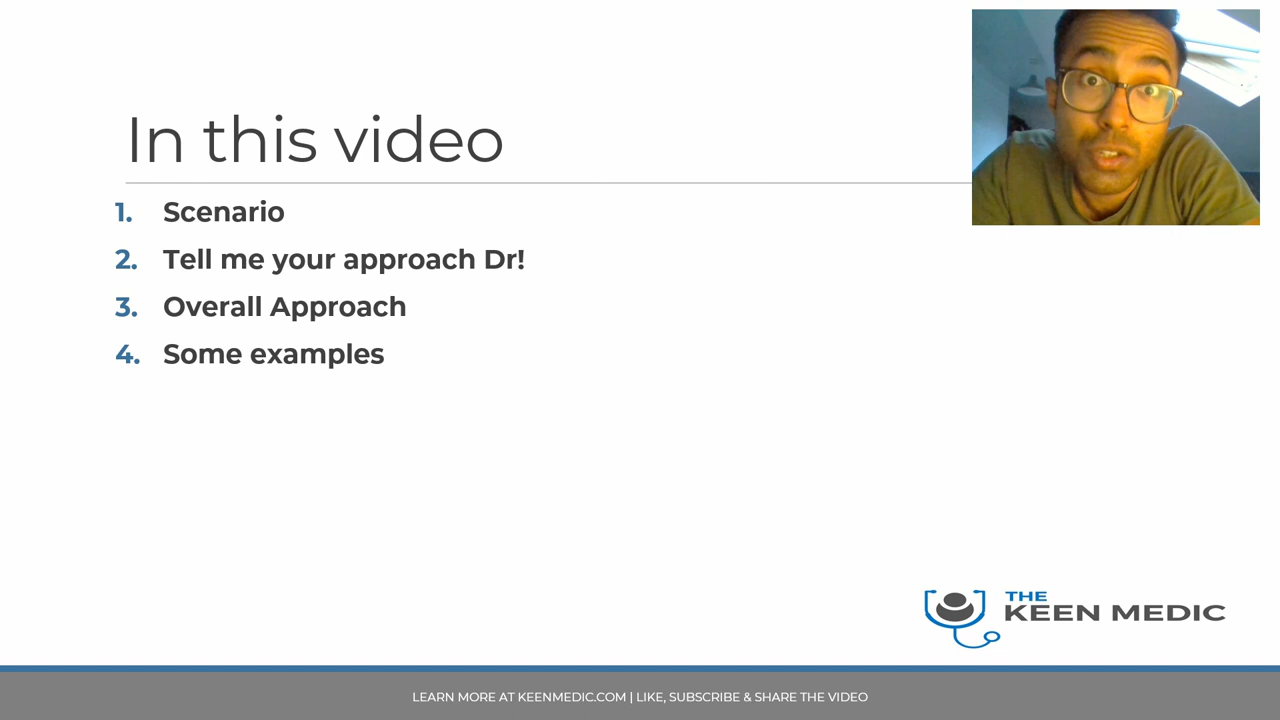 In this video
1. Scenario
2. Tell me your approach Dr!
3. Overall Approach
4. Some examples
THE
KEEN MEDIC
LEARN MORE AT KEENMEDIC.COM | LIKE, SUBSCRIBE & SHARE THE VIDEO